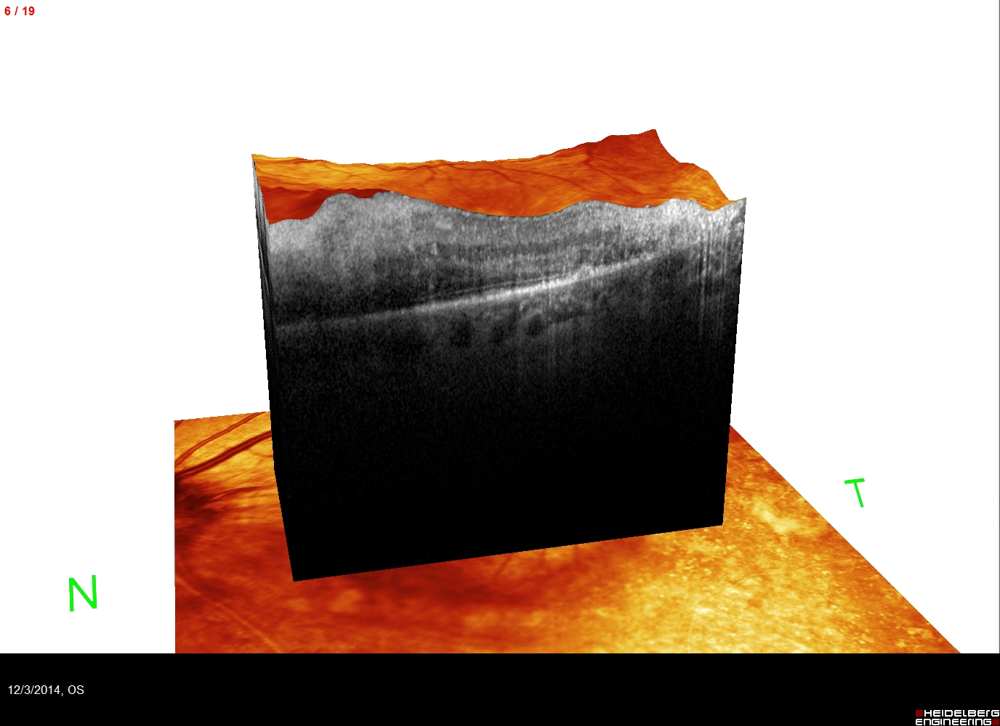 6 / 19
T
N
12/3/2014, OS
HEIDELBERG
ENGINEERING